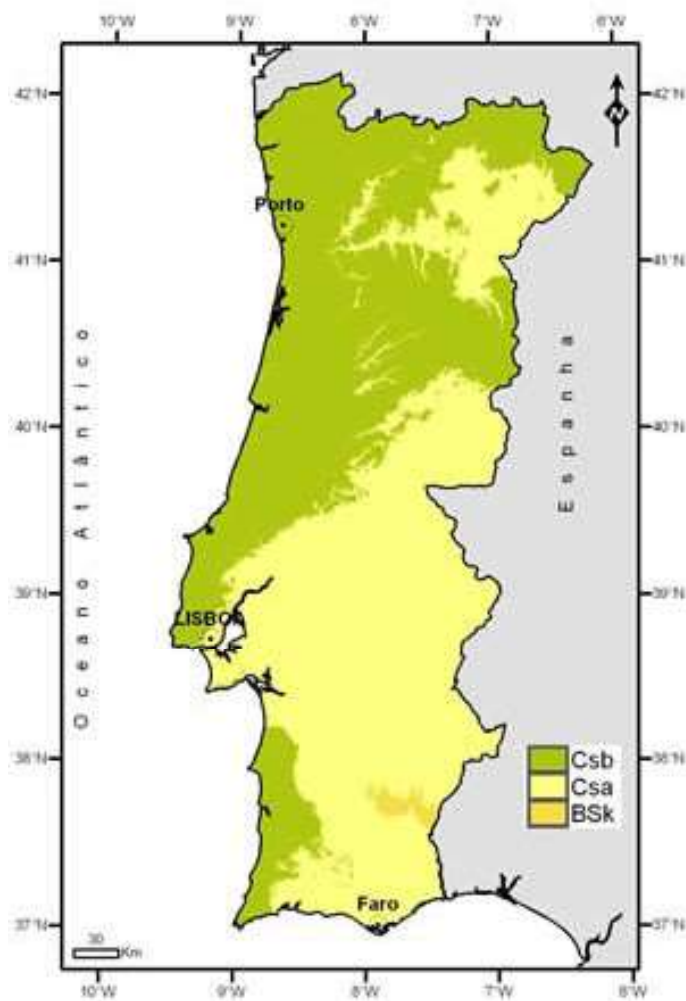 10°W 9°W 8°W 7°W 6°W
42°N 42°N
Porto
41°N 41°N
Oceano Atlântico
Espanha
40°N 40°N
39°N 39°N
LISBOA
38°N 38°N
Csb
Csa
BSk
Faro
37°N 37°N
30
Km
10°W 9°W 8°W 7°W 6°W
N